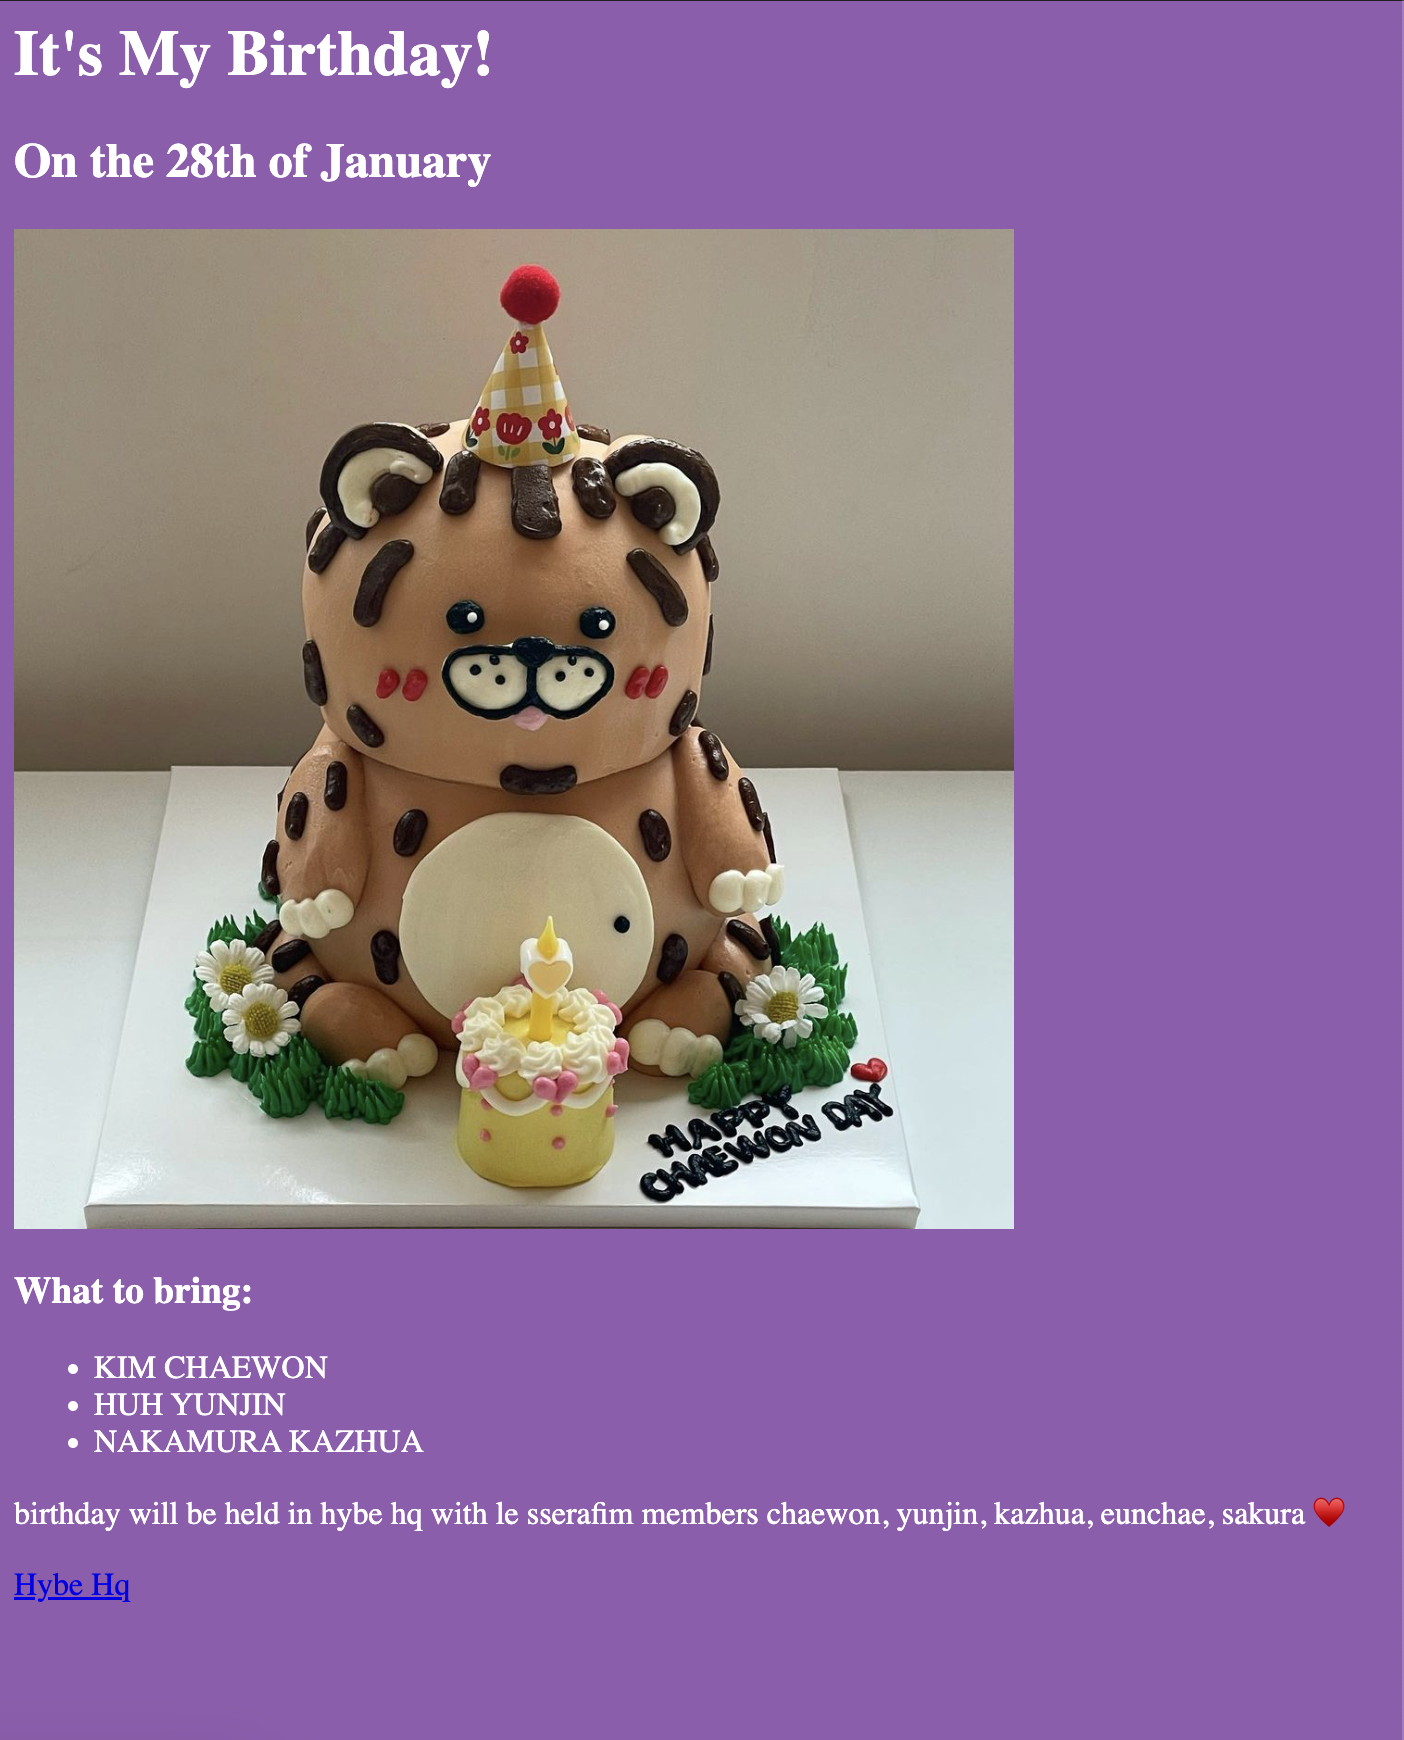 It's My Birthday!
On the 28th of January
HAPPY
CHAEWON DAY
What to bring:
KIM CHAEWON
HUH YUNJIN
NAKAMURA KAZHUA
birthday will be held in hybe hq with le sserafim members chaewon, yunjin, kazhua, eunchae, sakura ♥️
Hybe Hq